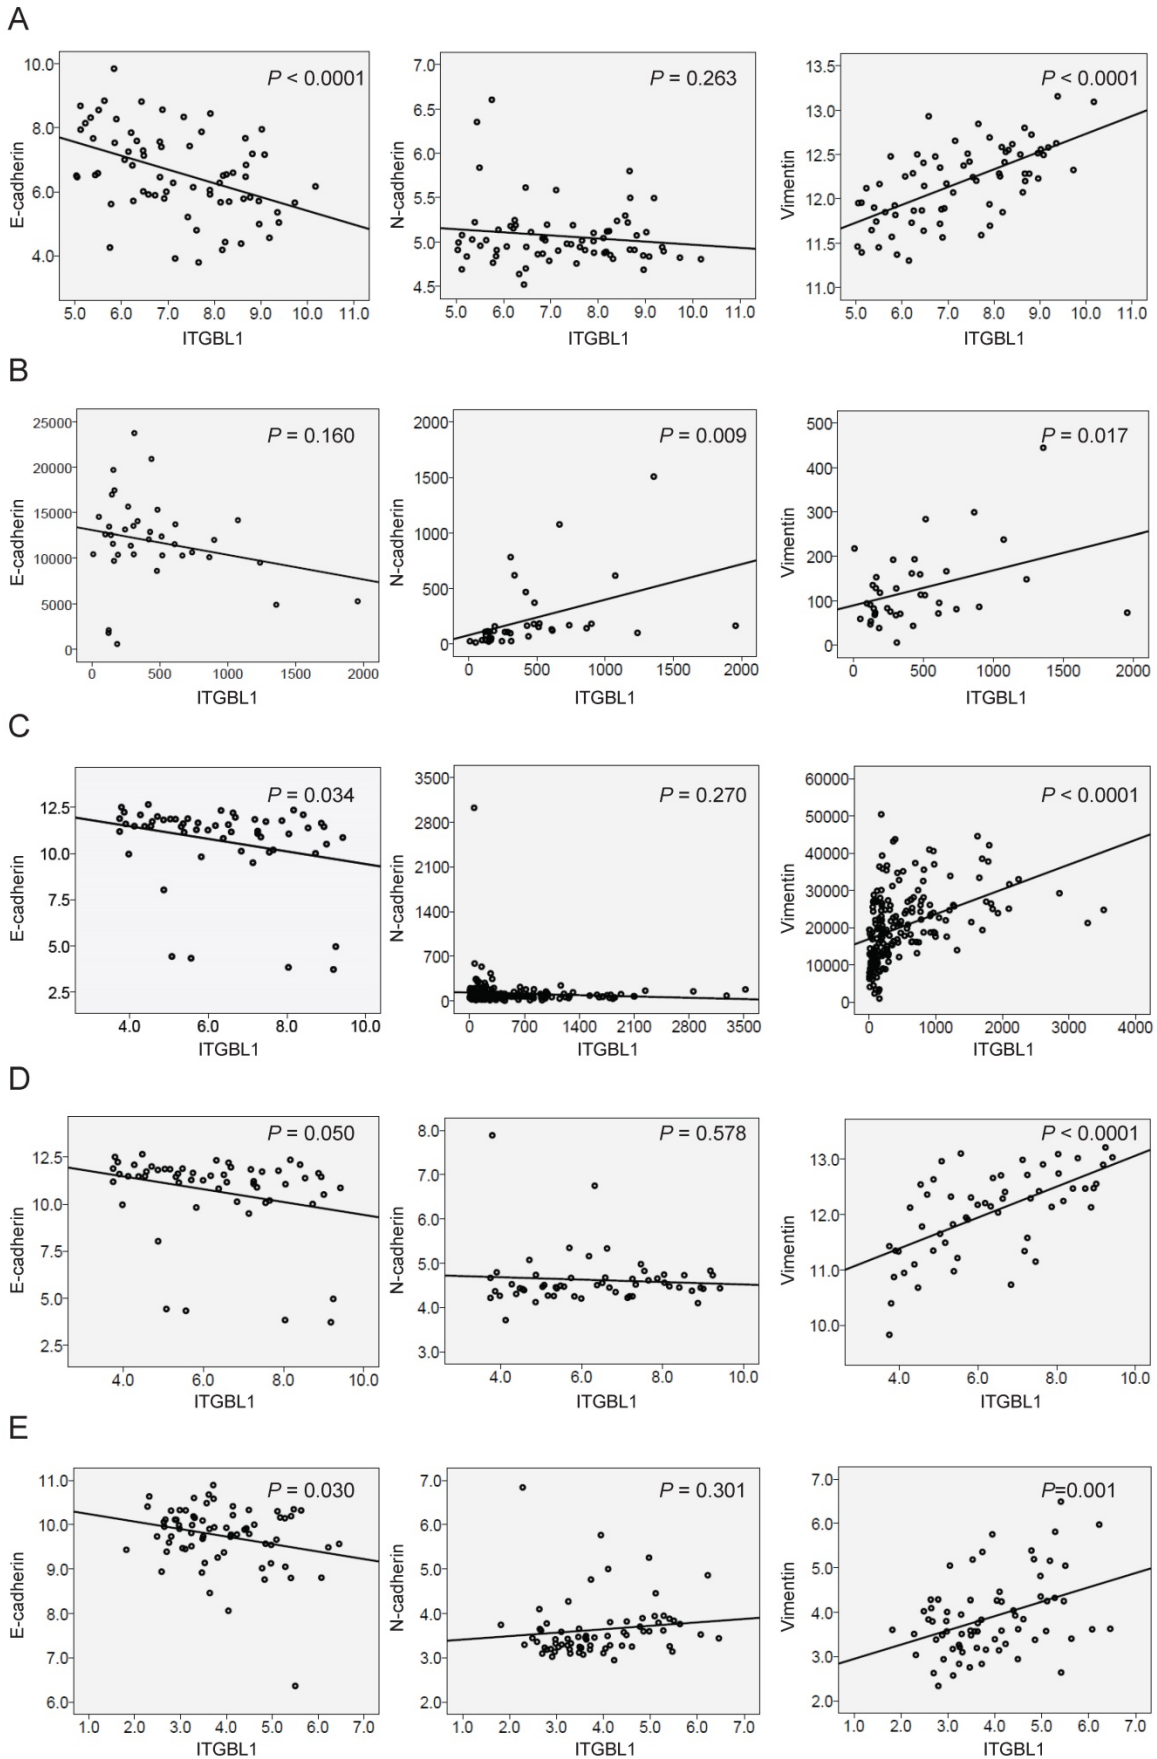 A
P < 0.0001
E-cadherin
10.0
8.0
6.0
4.0
5.0 6.0 7.0 8.0 9.0 10.0 11.0
ITGBL1
P = 0.263
N-cadherin
7.0
6.5
6.0
5.5
5.0
4.5
5.0 6.0 7.0 8.0 9.0 10.0 11.0
ITGBL1
P < 0.0001
Vimentin
13.5
13.0
12.5
12.0
11.5
11.0
5.0 6.0 7.0 8.0 9.0 10.0 11.0
ITGBL1
B
P = 0.160
E-cadherin
25000
20000
15000
10000
5000
0
0 500 1000 1500 2000
ITGBL1
P = 0.009
N-cadherin
2000
1500
1000
500
0
0 500 1000 1500 2000
ITGBL1
P = 0.017
Vimentin
500
400
300
200
100
0
0 500 1000 1500 2000
ITGBL1
C
P = 0.034
E-cadherin
12.5
10.0
7.5
5.0
2.5
4.0 6.0 8.0 10.0
ITGBL1
P = 0.270
N-cadherin
3500
2800
2100
1400
700
0
0 700 1400 2100 2800 3500
ITGBL1
P < 0.0001
Vimentin
60000
50000
40000
30000
20000
10000
0
0 1000 2000 3000 4000
ITGBL1
D
P = 0.050
E-cadherin
12.5
10.0
7.5
5.0
2.5
4.0 6.0 8.0 10.0
ITGBL1
P = 0.578
N-cadherin
8.0
7.0
6.0
5.0
4.0
3.0
4.0 6.0 8.0 10.0
ITGBL1
P < 0.0001
Vimentin
13.0
12.0
11.0
10.0
4.0 6.0 8.0 10.0
ITGBL1
E
P = 0.030
E-cadherin
11.0
10.0
9.0
8.0
7.0
6.0
1.0 2.0 3.0 4.0 5.0 6.0 7.0
ITGBL1
P = 0.301
N-cadherin
7.0
6.0
5.0
4.0
3.0
2.0
1.0 2.0 3.0 4.0 5.0 6.0 7.0
ITGBL1
P=0.001
Vimentin
7.0
6.0
5.0
4.0
3.0
2.0
1.0 2.0 3.0 4.0 5.0 6.0 7.0
ITGBL1